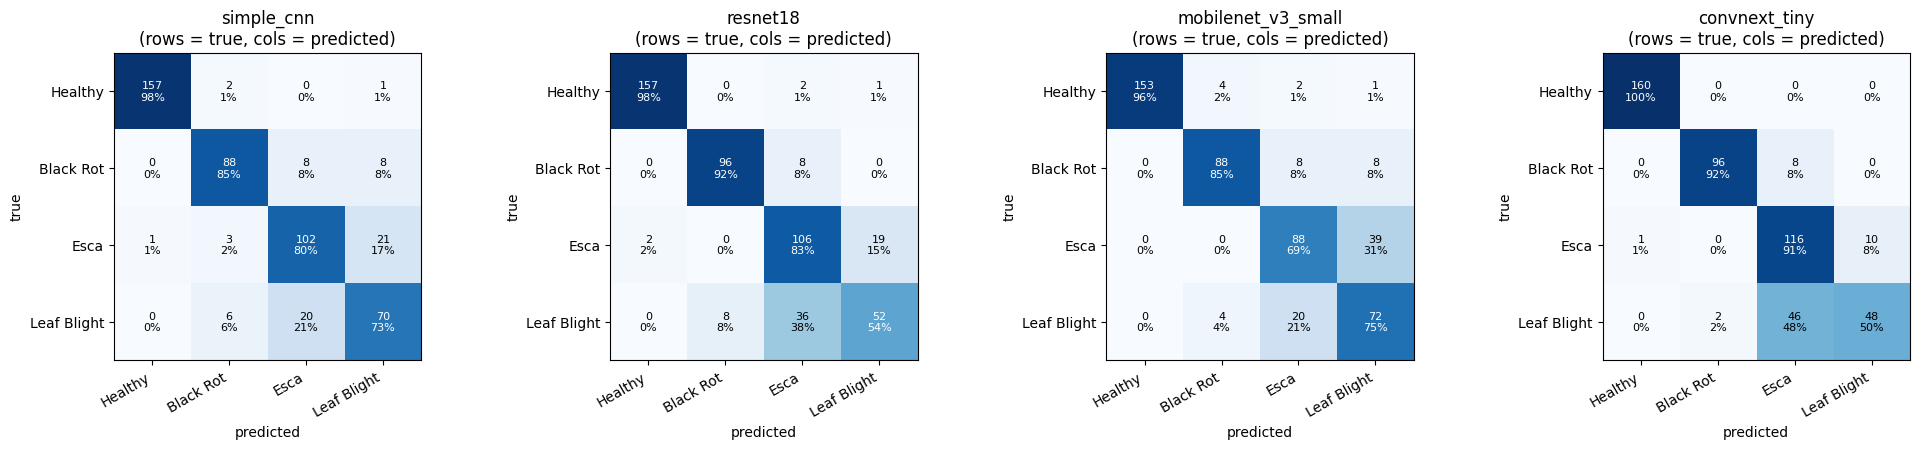 simple_cnn
(rows = true, cols = predicted)
Healthy
157
98%
2
1%
0
0%
1
1%
Black Rot
0
0%
88
85%
8
8%
8
8%
Esca
1
1%
3
2%
102
80%
21
17%
Leaf Blight
0
0%
6
6%
20
21%
70
73%
true
Healthy
Black Rot
Esca
Leaf Blight
predicted
resnet18
(rows = true, cols = predicted)
Healthy
157
98%
0
0%
2
1%
1
1%
Black Rot
0
0%
96
92%
8
8%
0
0%
Esca
2
2%
0
0%
106
83%
19
15%
Leaf Blight
0
0%
8
8%
36
38%
52
54%
true
Healthy
Black Rot
Esca
Leaf Blight
predicted
mobilenet_v3_small
(rows = true, cols = predicted)
Healthy
153
96%
4
2%
2
1%
1
1%
Black Rot
0
0%
88
85%
8
8%
8
8%
Esca
0
0%
0
0%
88
69%
39
31%
Leaf Blight
0
0%
4
4%
20
21%
72
75%
true
Healthy
Black Rot
Esca
Leaf Blight
predicted
convnext_tiny
(rows = true, cols = predicted)
Healthy
160
100%
0
0%
0
0%
0
0%
Black Rot
0
0%
96
92%
8
8%
0
0%
Esca
1
1%
0
0%
116
91%
10
8%
Leaf Blight
0
0%
2
2%
46
48%
48
50%
true
Healthy
Black Rot
Esca
Leaf Blight
predicted